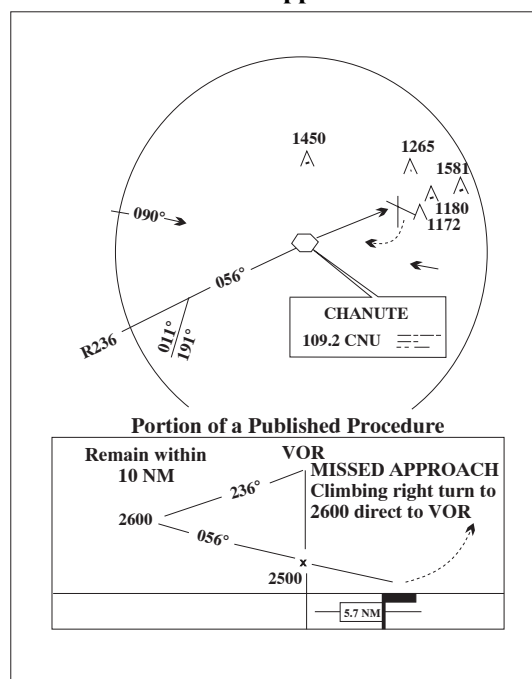 1450
1265
1581
1180
1172
090°
056°
R236
011°
191°
CHANUTE
109.2 CNU
Portion of a Published Procedure
Remain within
10 NM
VOR
MISSED APPROACH
Climbing right turn to
2600 direct to VOR
236°
2600
056°
x
2500
5.7 NM